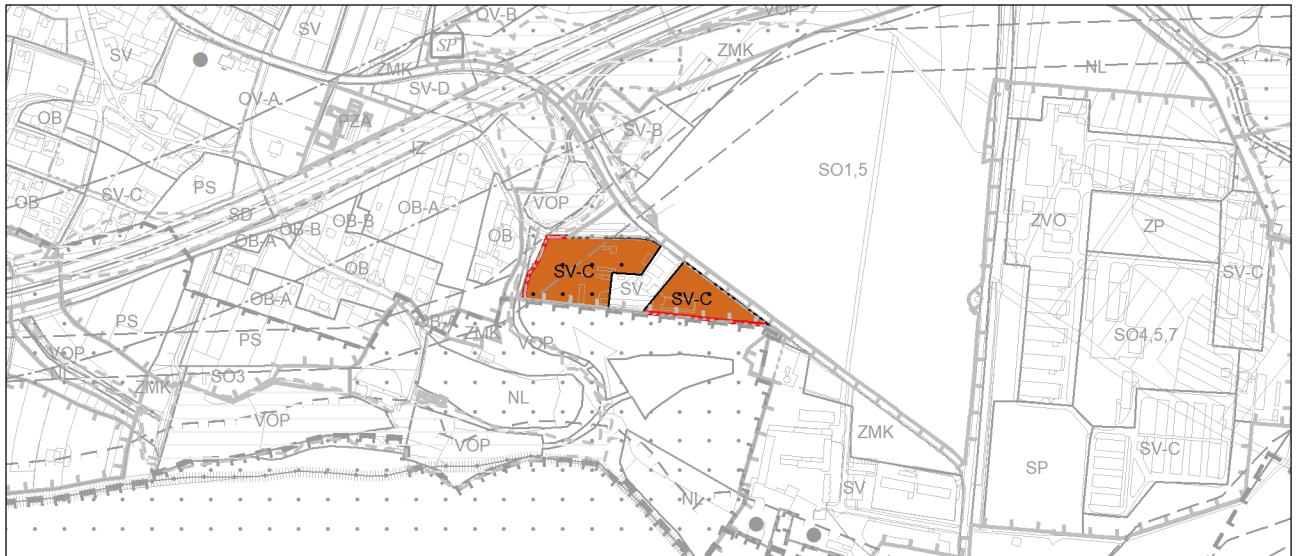 OV-B
VOP
SV
SV
SP
ZMK
ZMK
NL
SV-D
OV-A
PZA
OB
SV-B
IZ
SO1,5
PS
SV-C
OB-A
VOP
ZVO
ZP
OB
SD
OB-B
OB-B
OB
OB-A
SV-C
OB
SV-C
SV
SV-C
OB-A
PS
ZMK
VOP
PS
VOP
SO4,5,7
SO3
ZMK
NL
VOP
VOP
ZMK
SV-C
SP
SV
NL